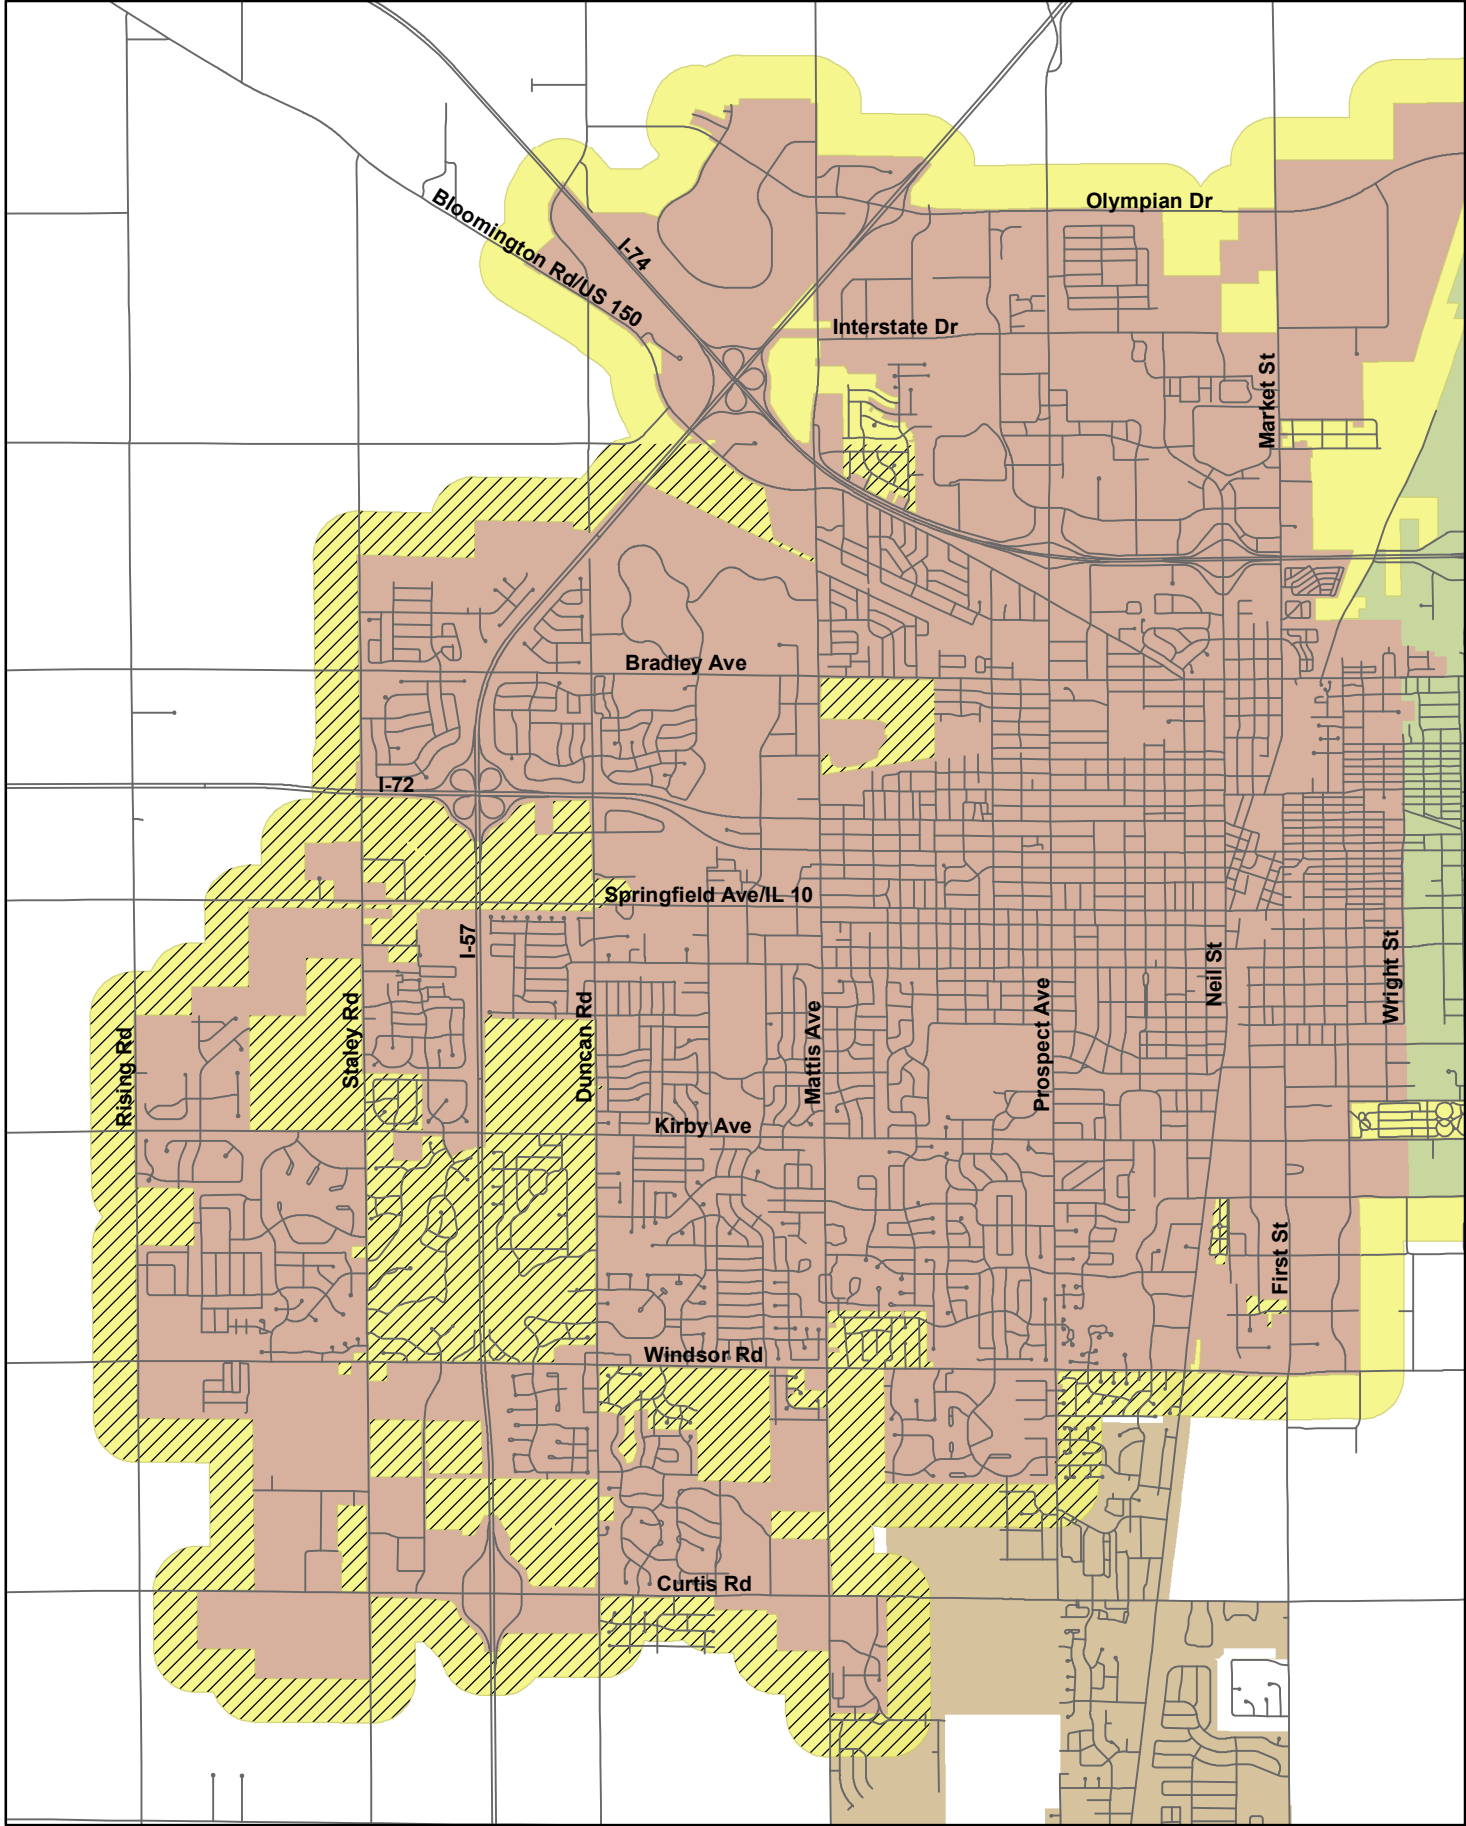 Olympian Dr
Bloomington Rd/US 150
I-74
Interstate Dr
Market St
Bradley Ave
I-72
Springfield Ave/IL 10
I-57
Neil St
Wright St
Staley Rd
Duncan Rd
Mattis Ave
Prospect Ave
Rising Rd
Kirby Ave
First St
Windsor Rd
Curtis Rd